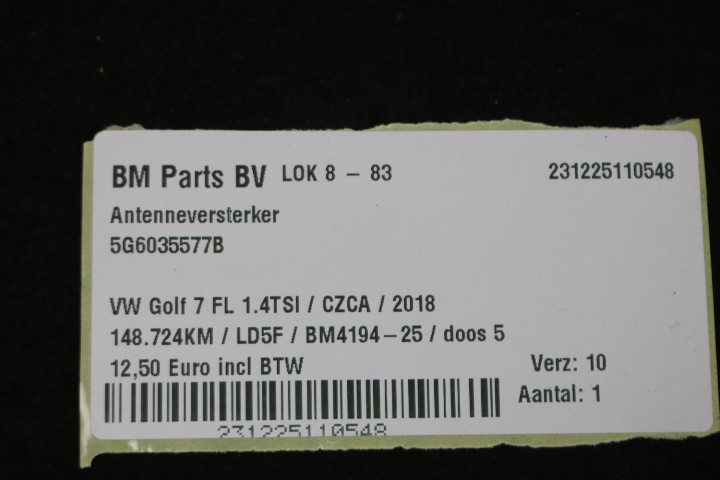 BM Parts BV LOK 8 - 83 231225110548
Antenneversterker
5G6035577B
VW Golf 7 FL 1.4TSI / CZCA / 2018
148.724KM / LD5F / BM4194-25 / doos 5
12,50 Euro incl BTW Verz: 10
Aantal: 1
231225110548